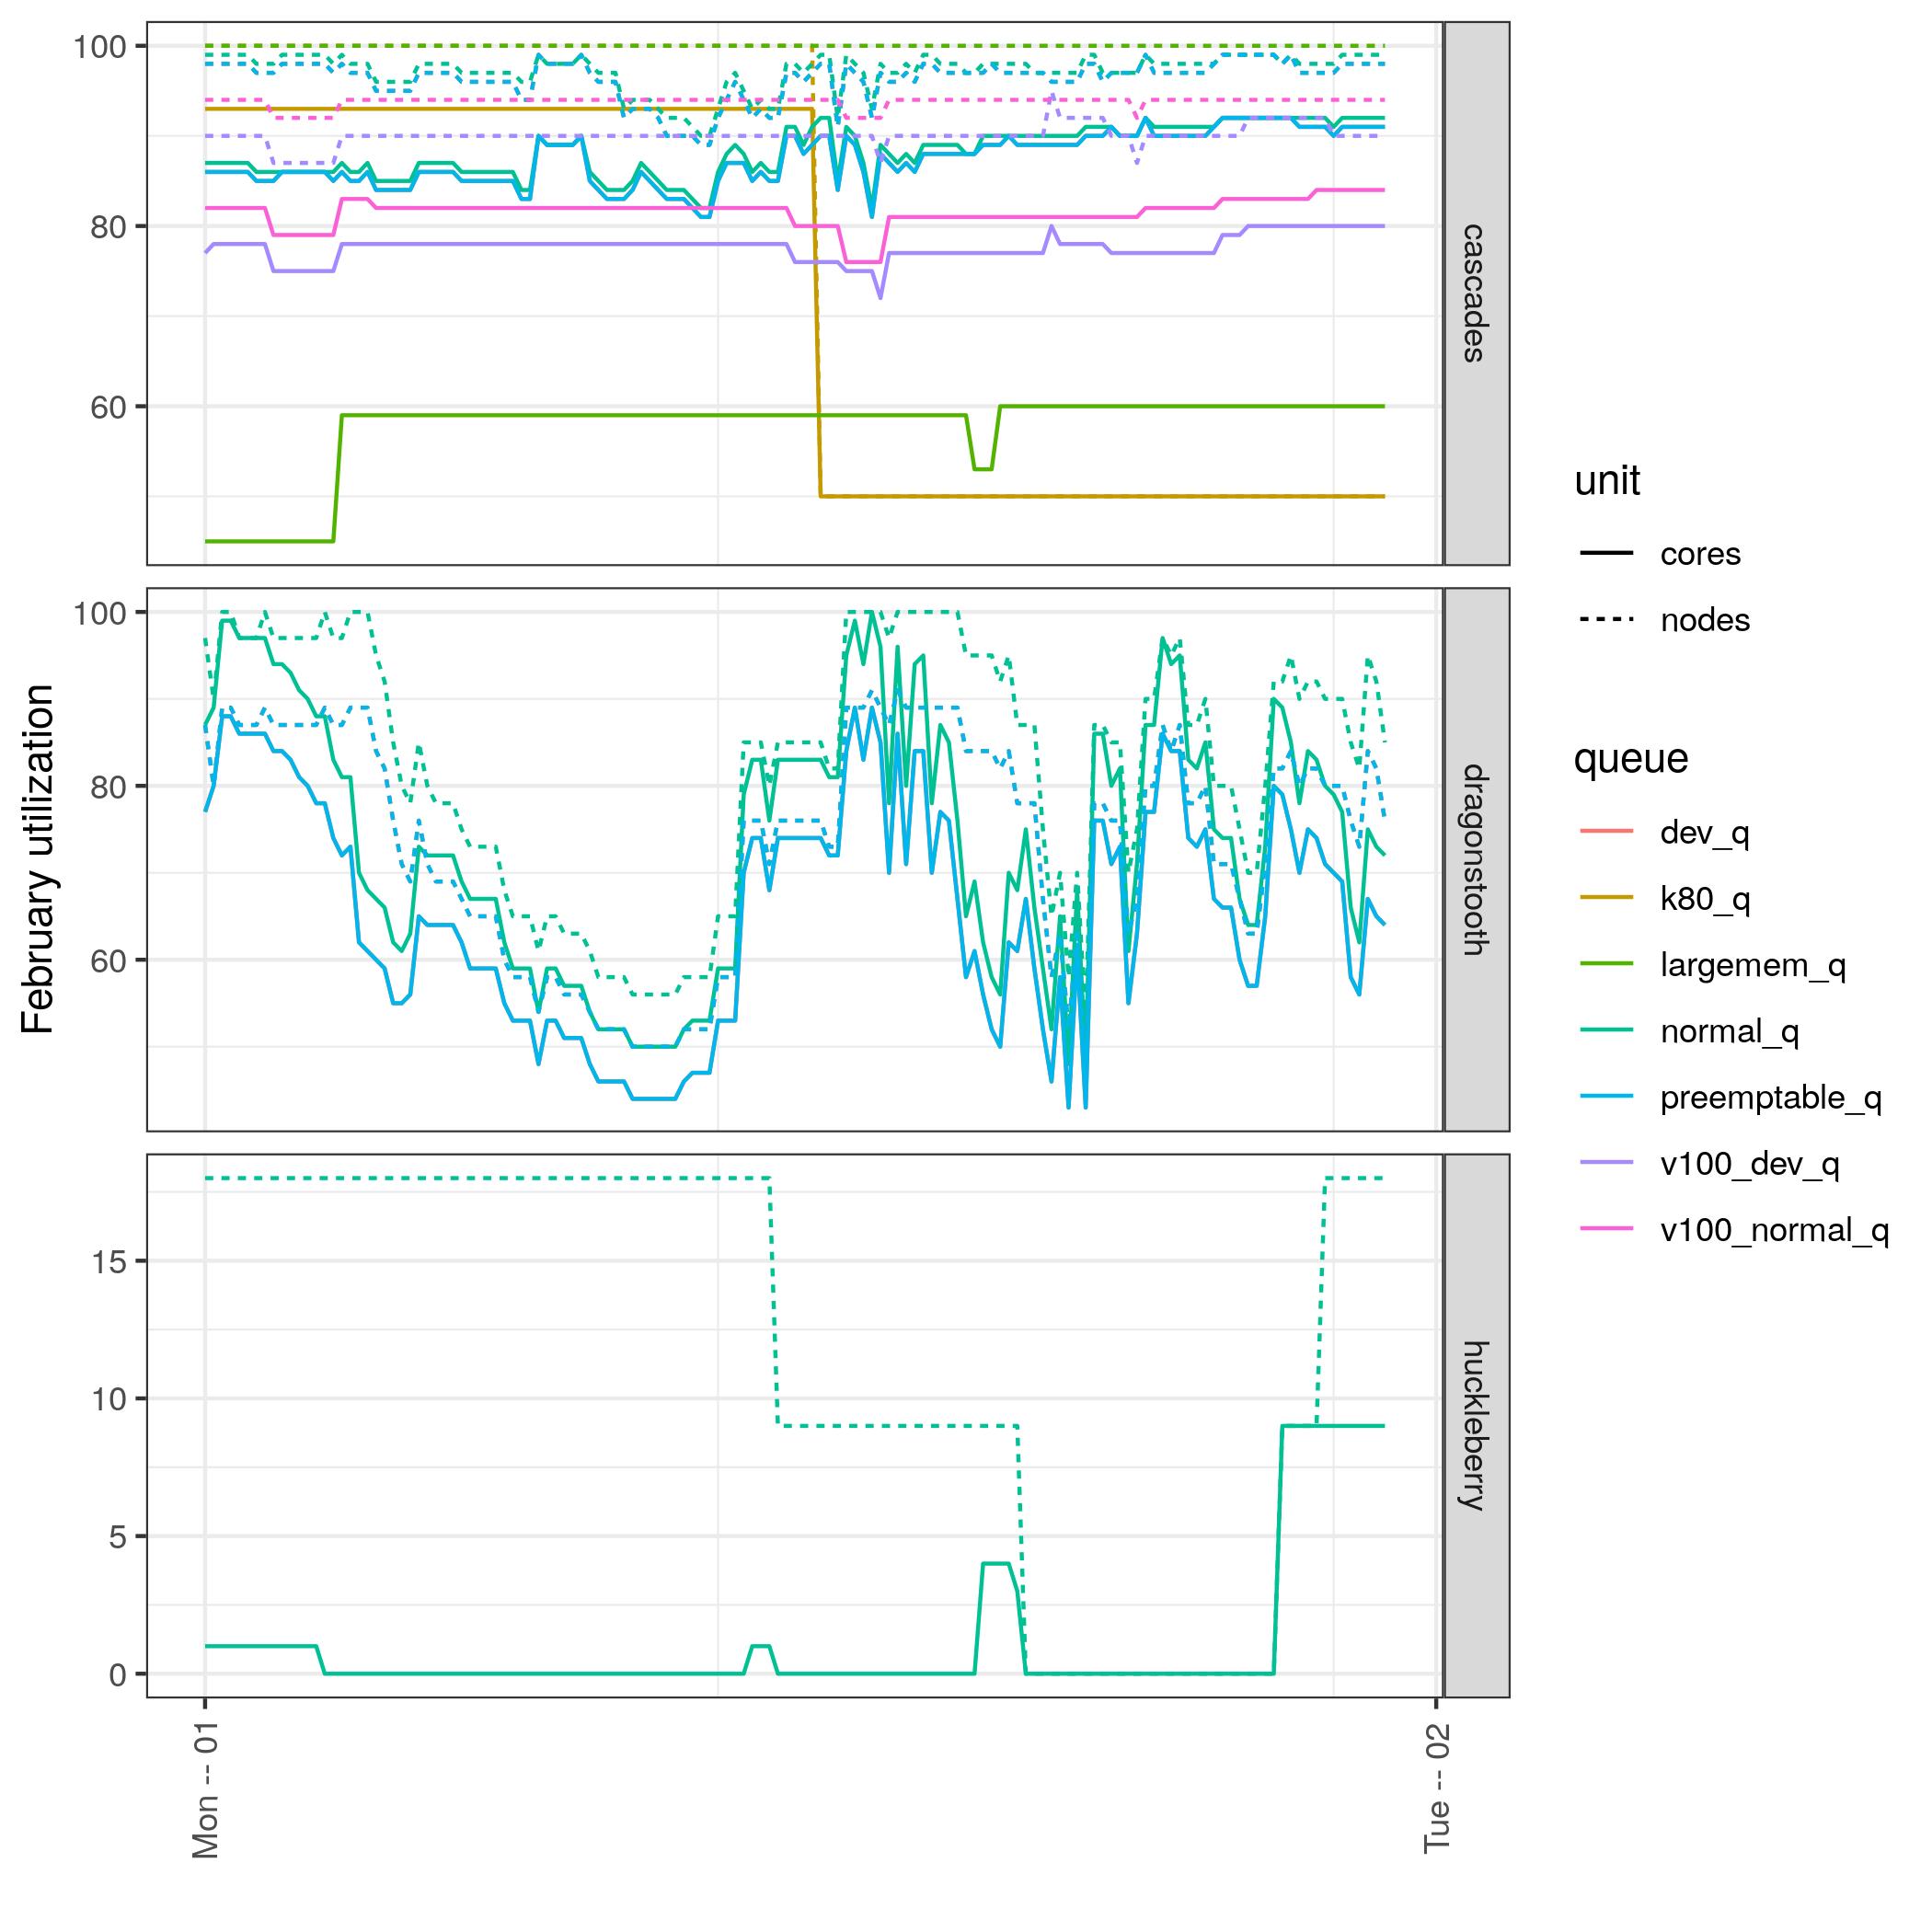 February utilization
100
80
60
cascades
100
80
60
dragonstooth
15
10
5
0
huckleberry
Mon -- 01
Tue -- 02
unit
cores
nodes
queue
dev_q
k80_q
largemem_q
normal_q
preemptable_q
v100_dev_q
v100_normal_q